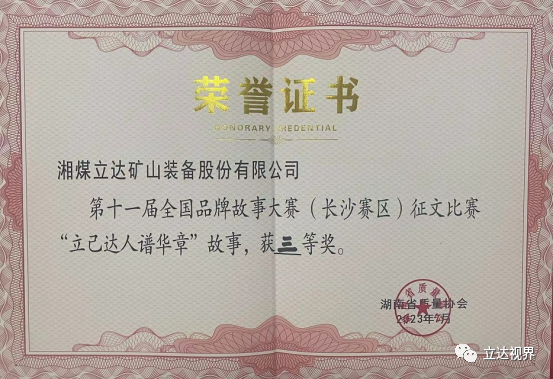 荣誉证书
HONORARY CREDENTIAL
湘煤立达矿山装备股份有限公司
第十一届全国品牌故事大赛（长沙赛区）征文比赛
“立己达人谱华章”故事，获三等奖。
湖南省质量协会
2023年7月
立达视界